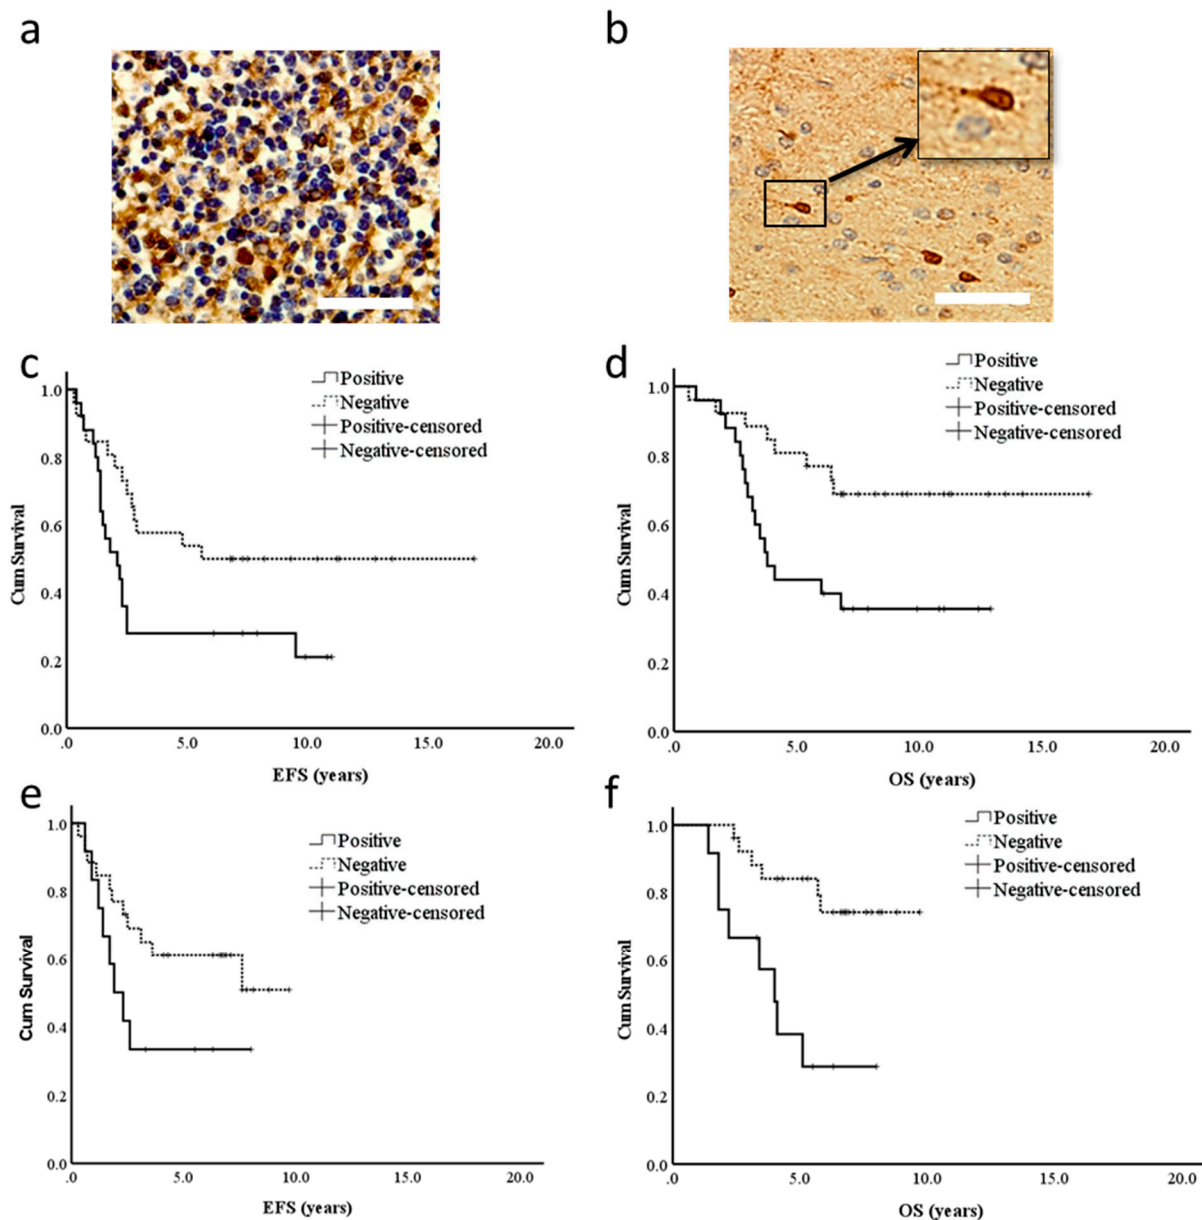 a
b
c
Positive
Negative
Positive-censored
Negative-censored
1.0
0.8
0.6
0.4
0.2
0.0
Cum Survival
.0 5.0 10.0 15.0 20.0
EFS (years)
d
Positive
Negative
Positive-censored
Negative-censored
1.0
0.8
0.6
0.4
0.2
0.0
Cum Survival
.0 5.0 10.0 15.0 20.0
OS (years)
e
Positive
Negative
Positive-censored
Negative-censored
1.0
0.8
0.6
0.4
0.2
0.0
Cum Survival
.0 5.0 10.0 15.0 20.0
EFS (years)
f
Positive
Negative
Positive-censored
Negative-censored
1.0
0.8
0.6
0.4
0.2
0.0
Cum Survival
.0 5.0 10.0 15.0 20.0
OS (years)